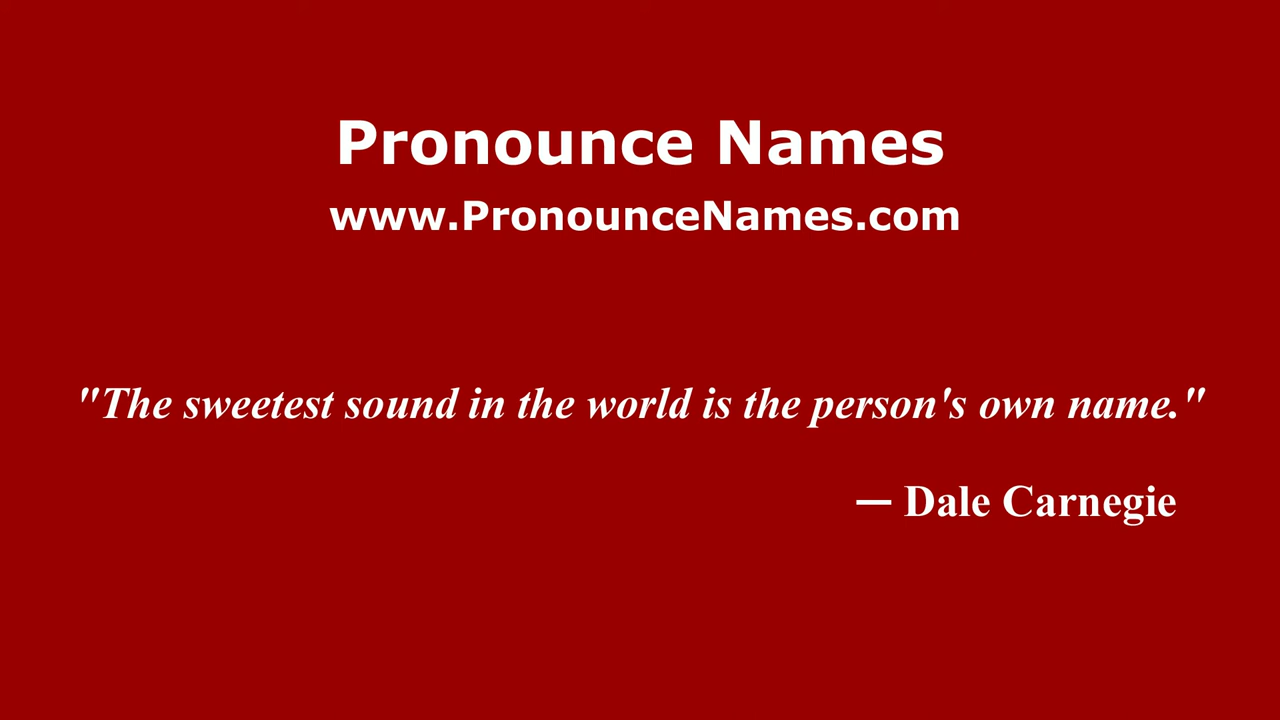 Pronounce Names
www.PronounceNames.com
"The sweetest sound in the world is the person's own name."
— Dale Carnegie